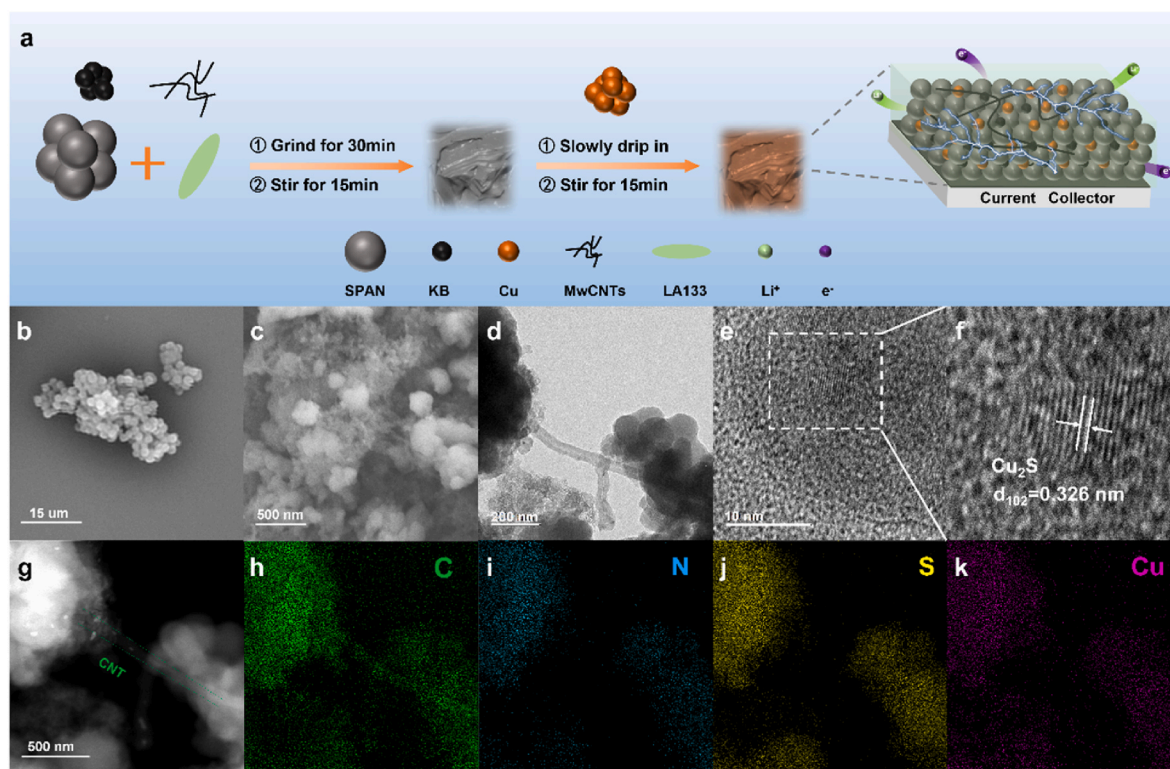 a
① Grind for 30min
② Stir for 15min
① Slowly drip in
② Stir for 15min
e-
Li+
Li+
e-
Current Collector
SPAN KB Cu MwCNTs LA133 Li+ e-
b
15 um
c
500 nm
d
200 nm
e
10 nm
f
Cu2S
d102=0.326 nm
g
CNT
500 nm
h C
i N
j S
k Cu